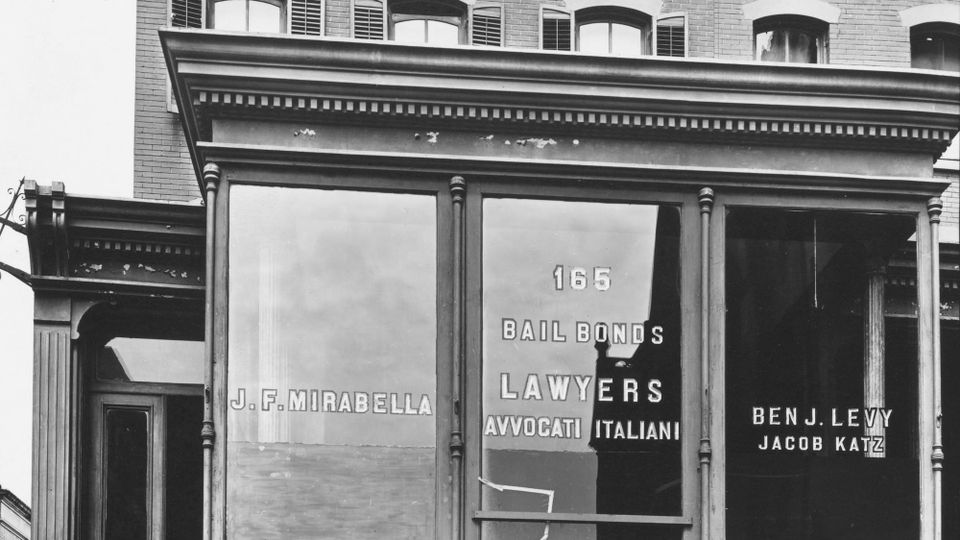 J. F. MIRABELLA
165
BAIL BONDS
LAWYERS
AVVOCATI ITALIANI
BEN J. LEVY
JACOB KATZ